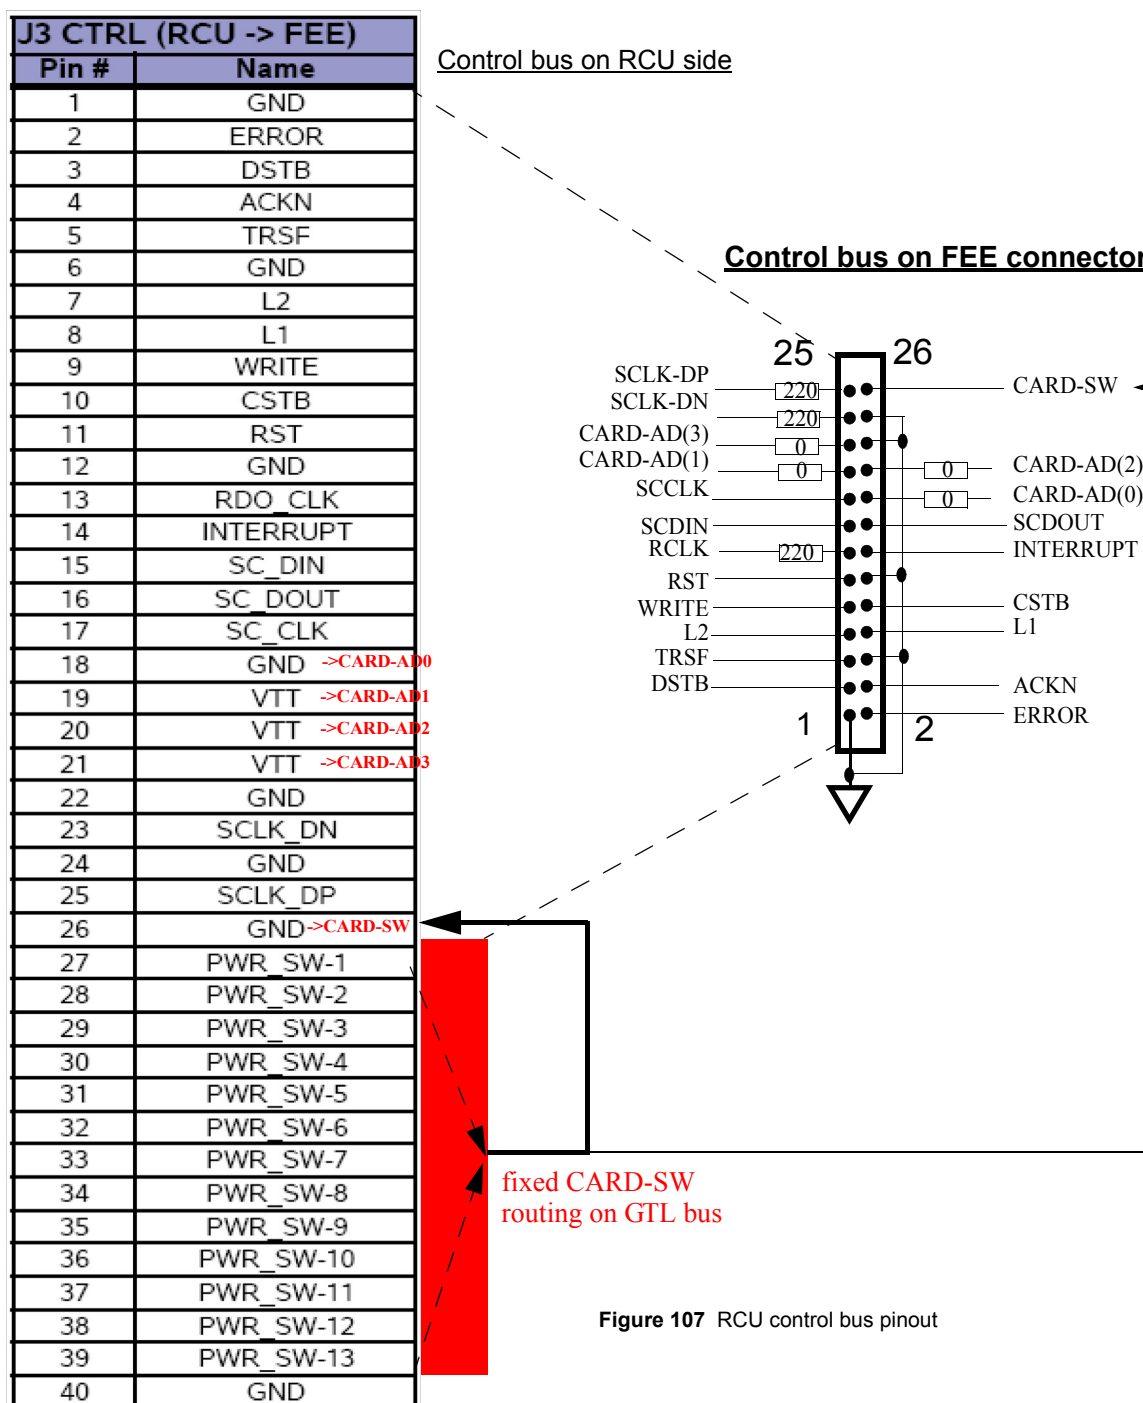 J3 CTRL (RCU -> FEE)
Pin # Name
1 GND
2 ERROR
3 DSTB
4 ACKN
5 TRSF
6 GND
7 L2
8 L1
9 WRITE
10 CSTB
11 RST
12 GND
13 RDO_CLK
14 INTERRUPT
15 SC_DIN
16 SC_DOUT
17 SC_CLK
18 GND ->CARD-AD0
19 VTT ->CARD-AD1
20 VTT ->CARD-AD2
21 VTT ->CARD-AD3
22 GND
23 SCLK_DN
24 GND
25 SCLK_DP
26 GND ->CARD-SW
27 PWR_SW-1
28 PWR_SW-2
29 PWR_SW-3
30 PWR_SW-4
31 PWR_SW-5
32 PWR_SW-6
33 PWR_SW-7
34 PWR_SW-8
35 PWR_SW-9
36 PWR_SW-10
37 PWR_SW-11
38 PWR_SW-12
39 PWR_SW-13
40 GND
Control bus on RCU side
Control bus on FEE connector
25 26
SCLK-DP 220 CARD-SW
SCLK-DN 220
CARD-AD(3) 0
CARD-AD(1) 0 0 CARD-AD(2)
SCCLK 0 CARD-AD(0)
SCDIN SCDOUT
RCLK 220 INTERRUPT
RST
WRITE CSTB
L2 L1
TRSF
DSTB ACKN
ERROR
1 2
fixed CARD-SW
routing on GTL bus
Figure 107 RCU control bus pinout